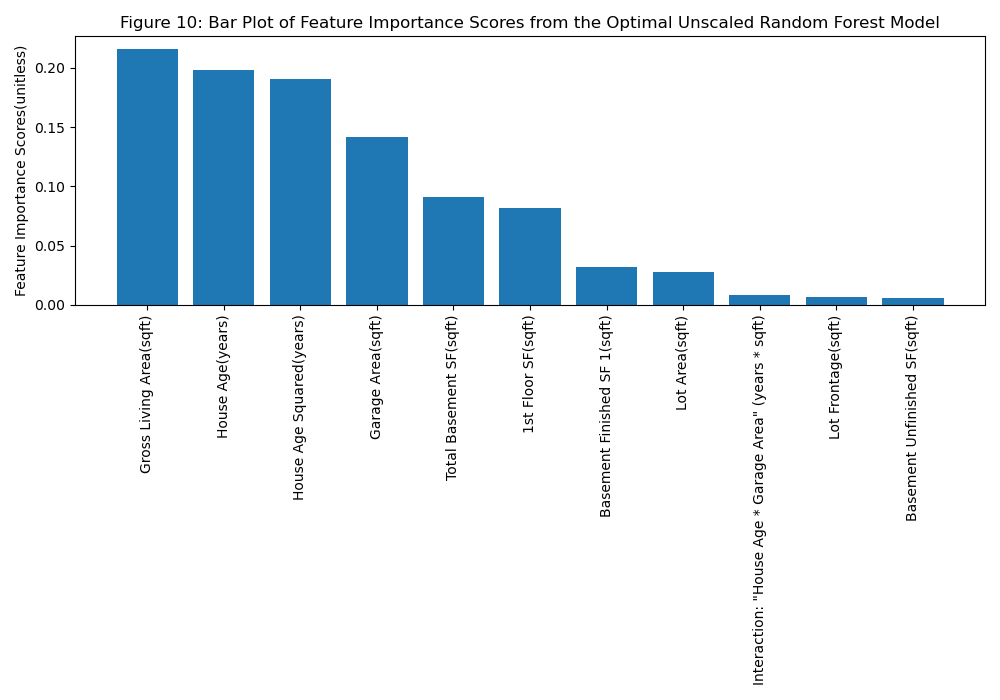 Figure 10: Bar Plot of Feature Importance Scores from the Optimal Unscaled Random Forest Model
Feature Importance Scores(unitless)
0.20
0.15
0.10
0.05
0.00
Gross Living Area(sqft)
House Age(years)
House Age Squared(years)
Garage Area(sqft)
Total Basement SF(sqft)
1st Floor SF(sqft)
Basement Finished SF 1(sqft)
Lot Area(sqft)
Interaction: "House Age * Garage Area" (years * sqft)
Lot Frontage(sqft)
Basement Unfinished SF(sqft)